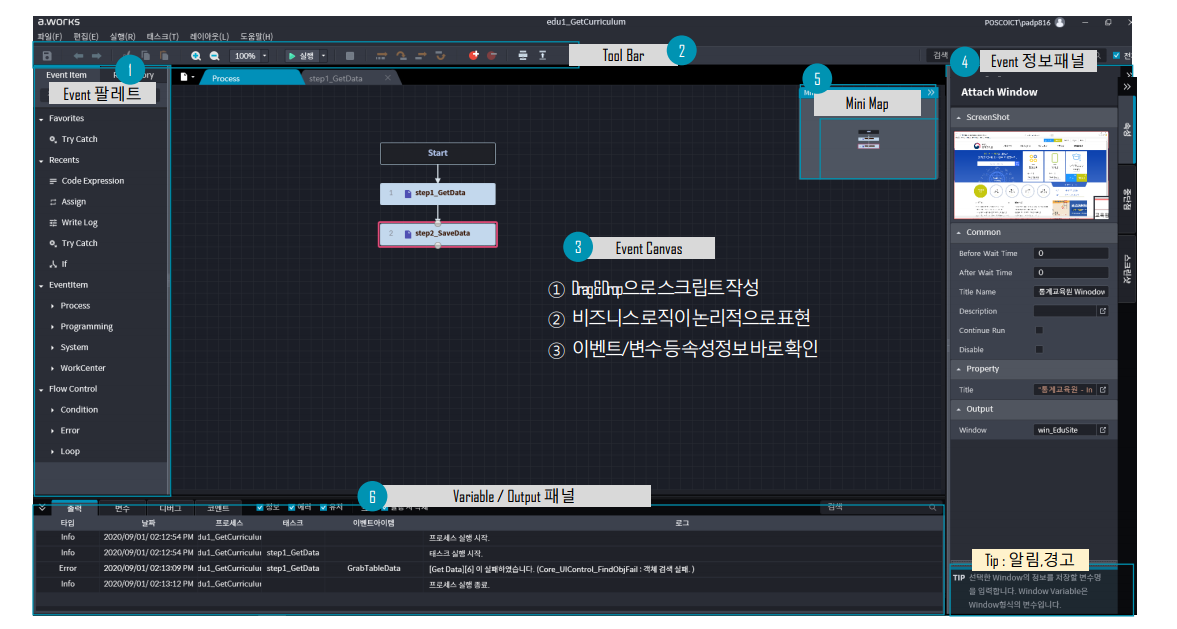 a.works
edu1_GetCurriculum
POSCOICT\padp816
파일(F) 편집(E) 실행(R) 태스크(T) 레이아웃(L) 도움말(H)
100%
실행
Tool Bar
2
검색
4
Event 정보패널
Event Item
1
Event 팔레트
Favorites
Try Catch
Recents
Code Expression
Assign
Write Log
Try Catch
If
EventItem
Process
Programming
System
WorkCenter
Flow Control
Condition
Error
Loop
Process
step1_GetData
Start
1 step1_GetData
2 step2_SaveData
5
Mini Map
3
Event Canvas
① Drag&Drop으로 스크립트 작성
② 비즈니스 로직이 논리적으로 표현
③ 이벤트/변수 등 속성정보 바로 확인
Attach Window
ScreenShot
Common
Before Wait Time 0
After Wait Time 0
Title Name 통계교육원 Winodow
Description
Continue Run
Disable
Property
Title "통계교육원 - In
Output
Window win_EduSite
속성
중단점
스크린샷
6
Variable / Output 패널
출력 변수 디버그 코멘트 정보 에러 유지
검색
타입 날짜 프로세스 태스크 이벤트아이템 로그
Info 2020/09/01/ 02:12:54 PM du1_GetCurriculur 프로세스 실행 시작.
Info 2020/09/01/ 02:12:54 PM du1_GetCurriculur step1_GetData 태스크 실행 시작.
Error 2020/09/01/ 02:13:09 PM du1_GetCurriculur step1_GetData GrabTableData [Get Data][6] 이 실패하였습니다. (Core_UIControl_FindObjFail : 객체 검색 실패. )
Info 2020/09/01/ 02:13:12 PM du1_GetCurriculur 프로세스 실행 종료.
Tip : 알림,경고
TIP 선택한 Window의 정보를 저장할 변수명
을 입력합니다. Window Variable은
Window형식의 변수입니다.